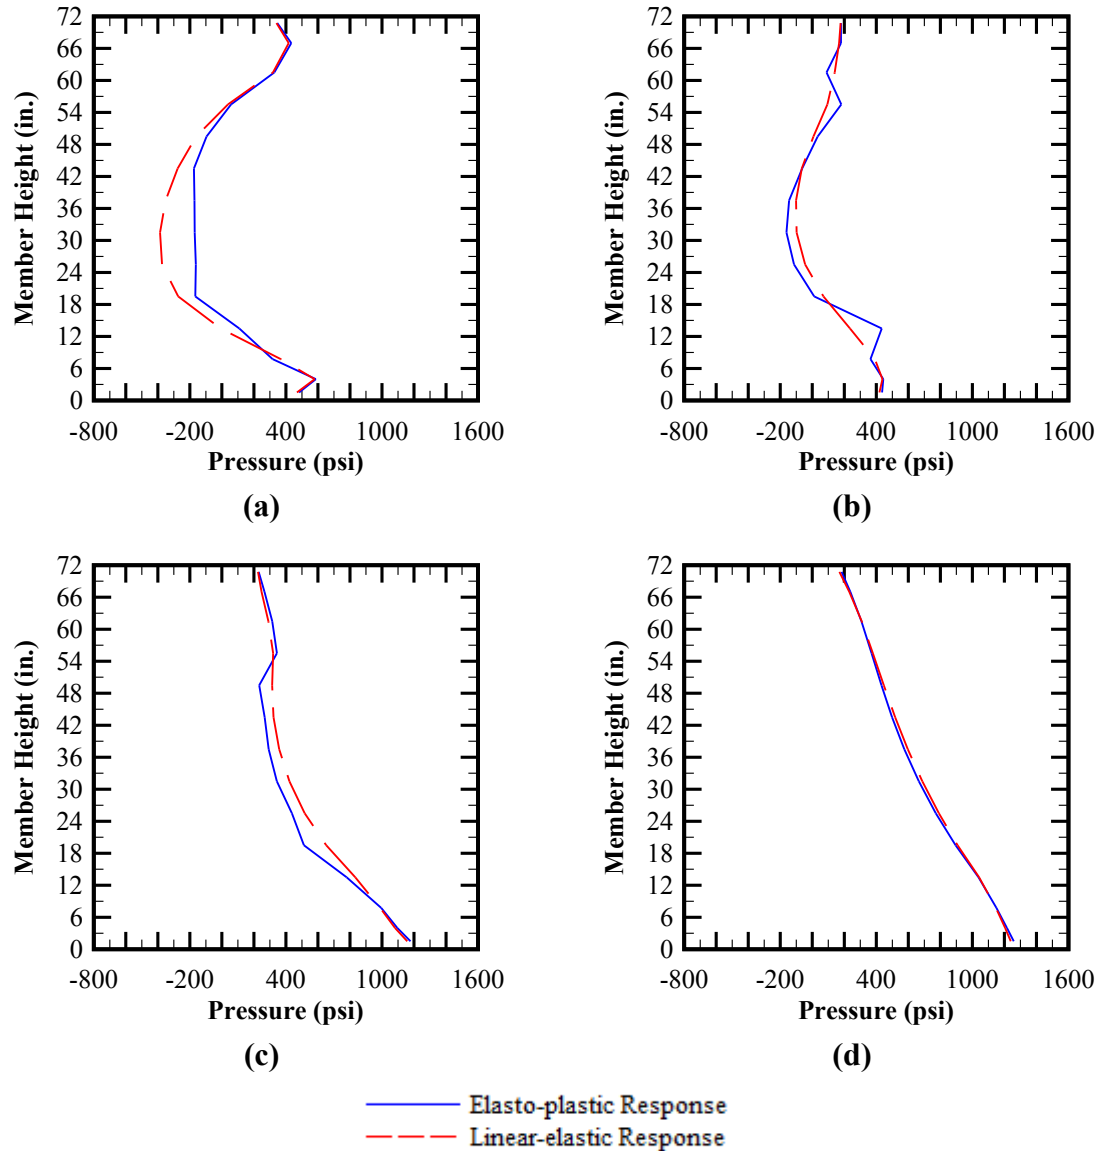 72
66
60
54
48
42
36
30
24
18
12
6
0
Member Height (in.)
-800 -200 400 1000 1600
Pressure (psi)
(a)
72
66
60
54
48
42
36
30
24
18
12
6
0
Member Height (in.)
-800 -200 400 1000 1600
Pressure (psi)
(b)
72
66
60
54
48
42
36
30
24
18
12
6
0
Member Height (in.)
-800 -200 400 1000 1600
Pressure (psi)
(c)
72
66
60
54
48
42
36
30
24
18
12
6
0
Member Height (in.)
-800 -200 400 1000 1600
Pressure (psi)
(d)
Elasto-plastic Response
Linear-elastic Response